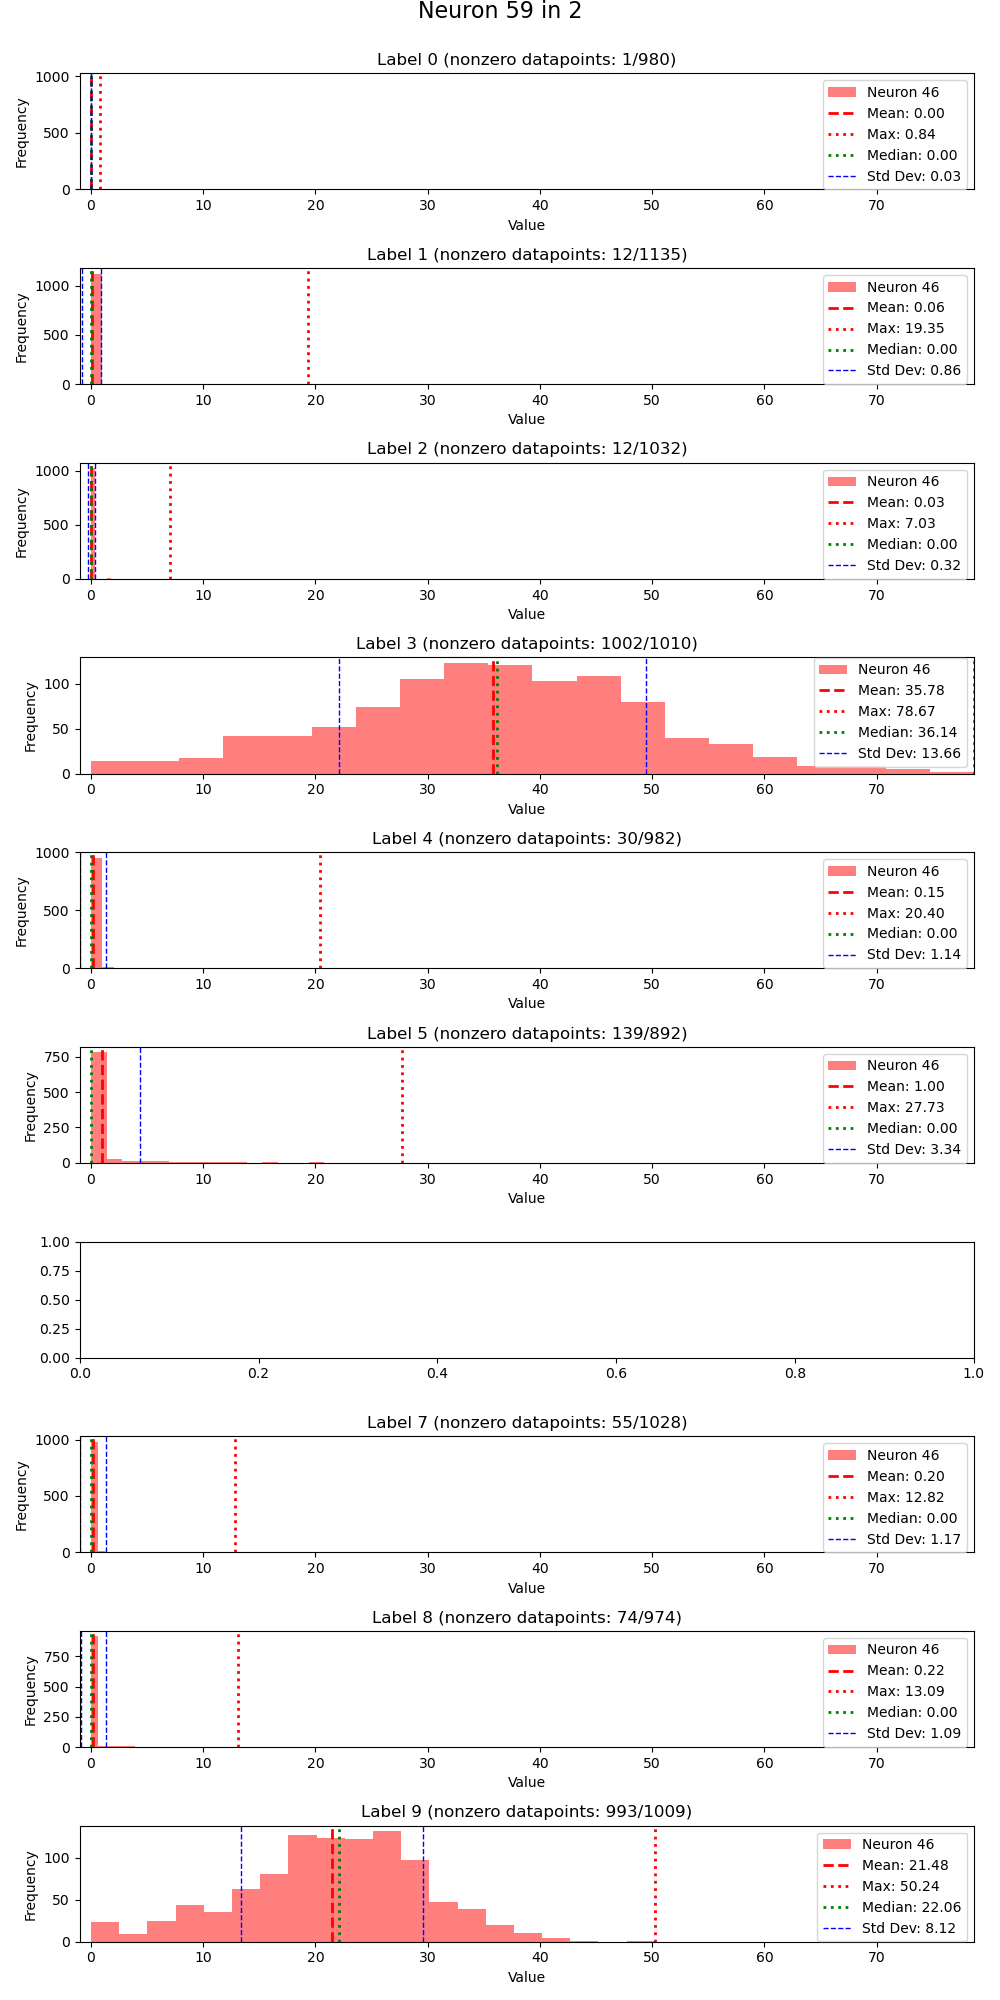 Neuron 59 in 2
Label 0 (nonzero datapoints: 1/980)
Frequency
1000
500
0
Neuron 46
Mean: 0.00
Max: 0.84
Median: 0.00
Std Dev: 0.03
0 10 20 30 40 50 60 70
Value
Label 1 (nonzero datapoints: 12/1135)
Frequency
1000
500
0
Neuron 46
Mean: 0.06
Max: 19.35
Median: 0.00
Std Dev: 0.86
0 10 20 30 40 50 60 70
Value
Label 2 (nonzero datapoints: 12/1032)
Frequency
1000
500
0
Neuron 46
Mean: 0.03
Max: 7.03
Median: 0.00
Std Dev: 0.32
0 10 20 30 40 50 60 70
Value
Label 3 (nonzero datapoints: 1002/1010)
Frequency
100
50
0
Neuron 46
Mean: 35.78
Max: 78.67
Median: 36.14
Std Dev: 13.66
0 10 20 30 40 50 60 70
Value
Label 4 (nonzero datapoints: 30/982)
Frequency
1000
500
0
Neuron 46
Mean: 0.15
Max: 20.40
Median: 0.00
Std Dev: 1.14
0 10 20 30 40 50 60 70
Value
Label 5 (nonzero datapoints: 139/892)
Frequency
750
500
250
0
Neuron 46
Mean: 1.00
Max: 27.73
Median: 0.00
Std Dev: 3.34
0 10 20 30 40 50 60 70
Value
1.00
0.75
0.50
0.25
0.00
0.0 0.2 0.4 0.6 0.8 1.0
Label 7 (nonzero datapoints: 55/1028)
Frequency
1000
500
0
Neuron 46
Mean: 0.20
Max: 12.82
Median: 0.00
Std Dev: 1.17
0 10 20 30 40 50 60 70
Value
Label 8 (nonzero datapoints: 74/974)
Frequency
750
500
250
0
Neuron 46
Mean: 0.22
Max: 13.09
Median: 0.00
Std Dev: 1.09
0 10 20 30 40 50 60 70
Value
Label 9 (nonzero datapoints: 993/1009)
Frequency
100
50
0
Neuron 46
Mean: 21.48
Max: 50.24
Median: 22.06
Std Dev: 8.12
0 10 20 30 40 50 60 70
Value